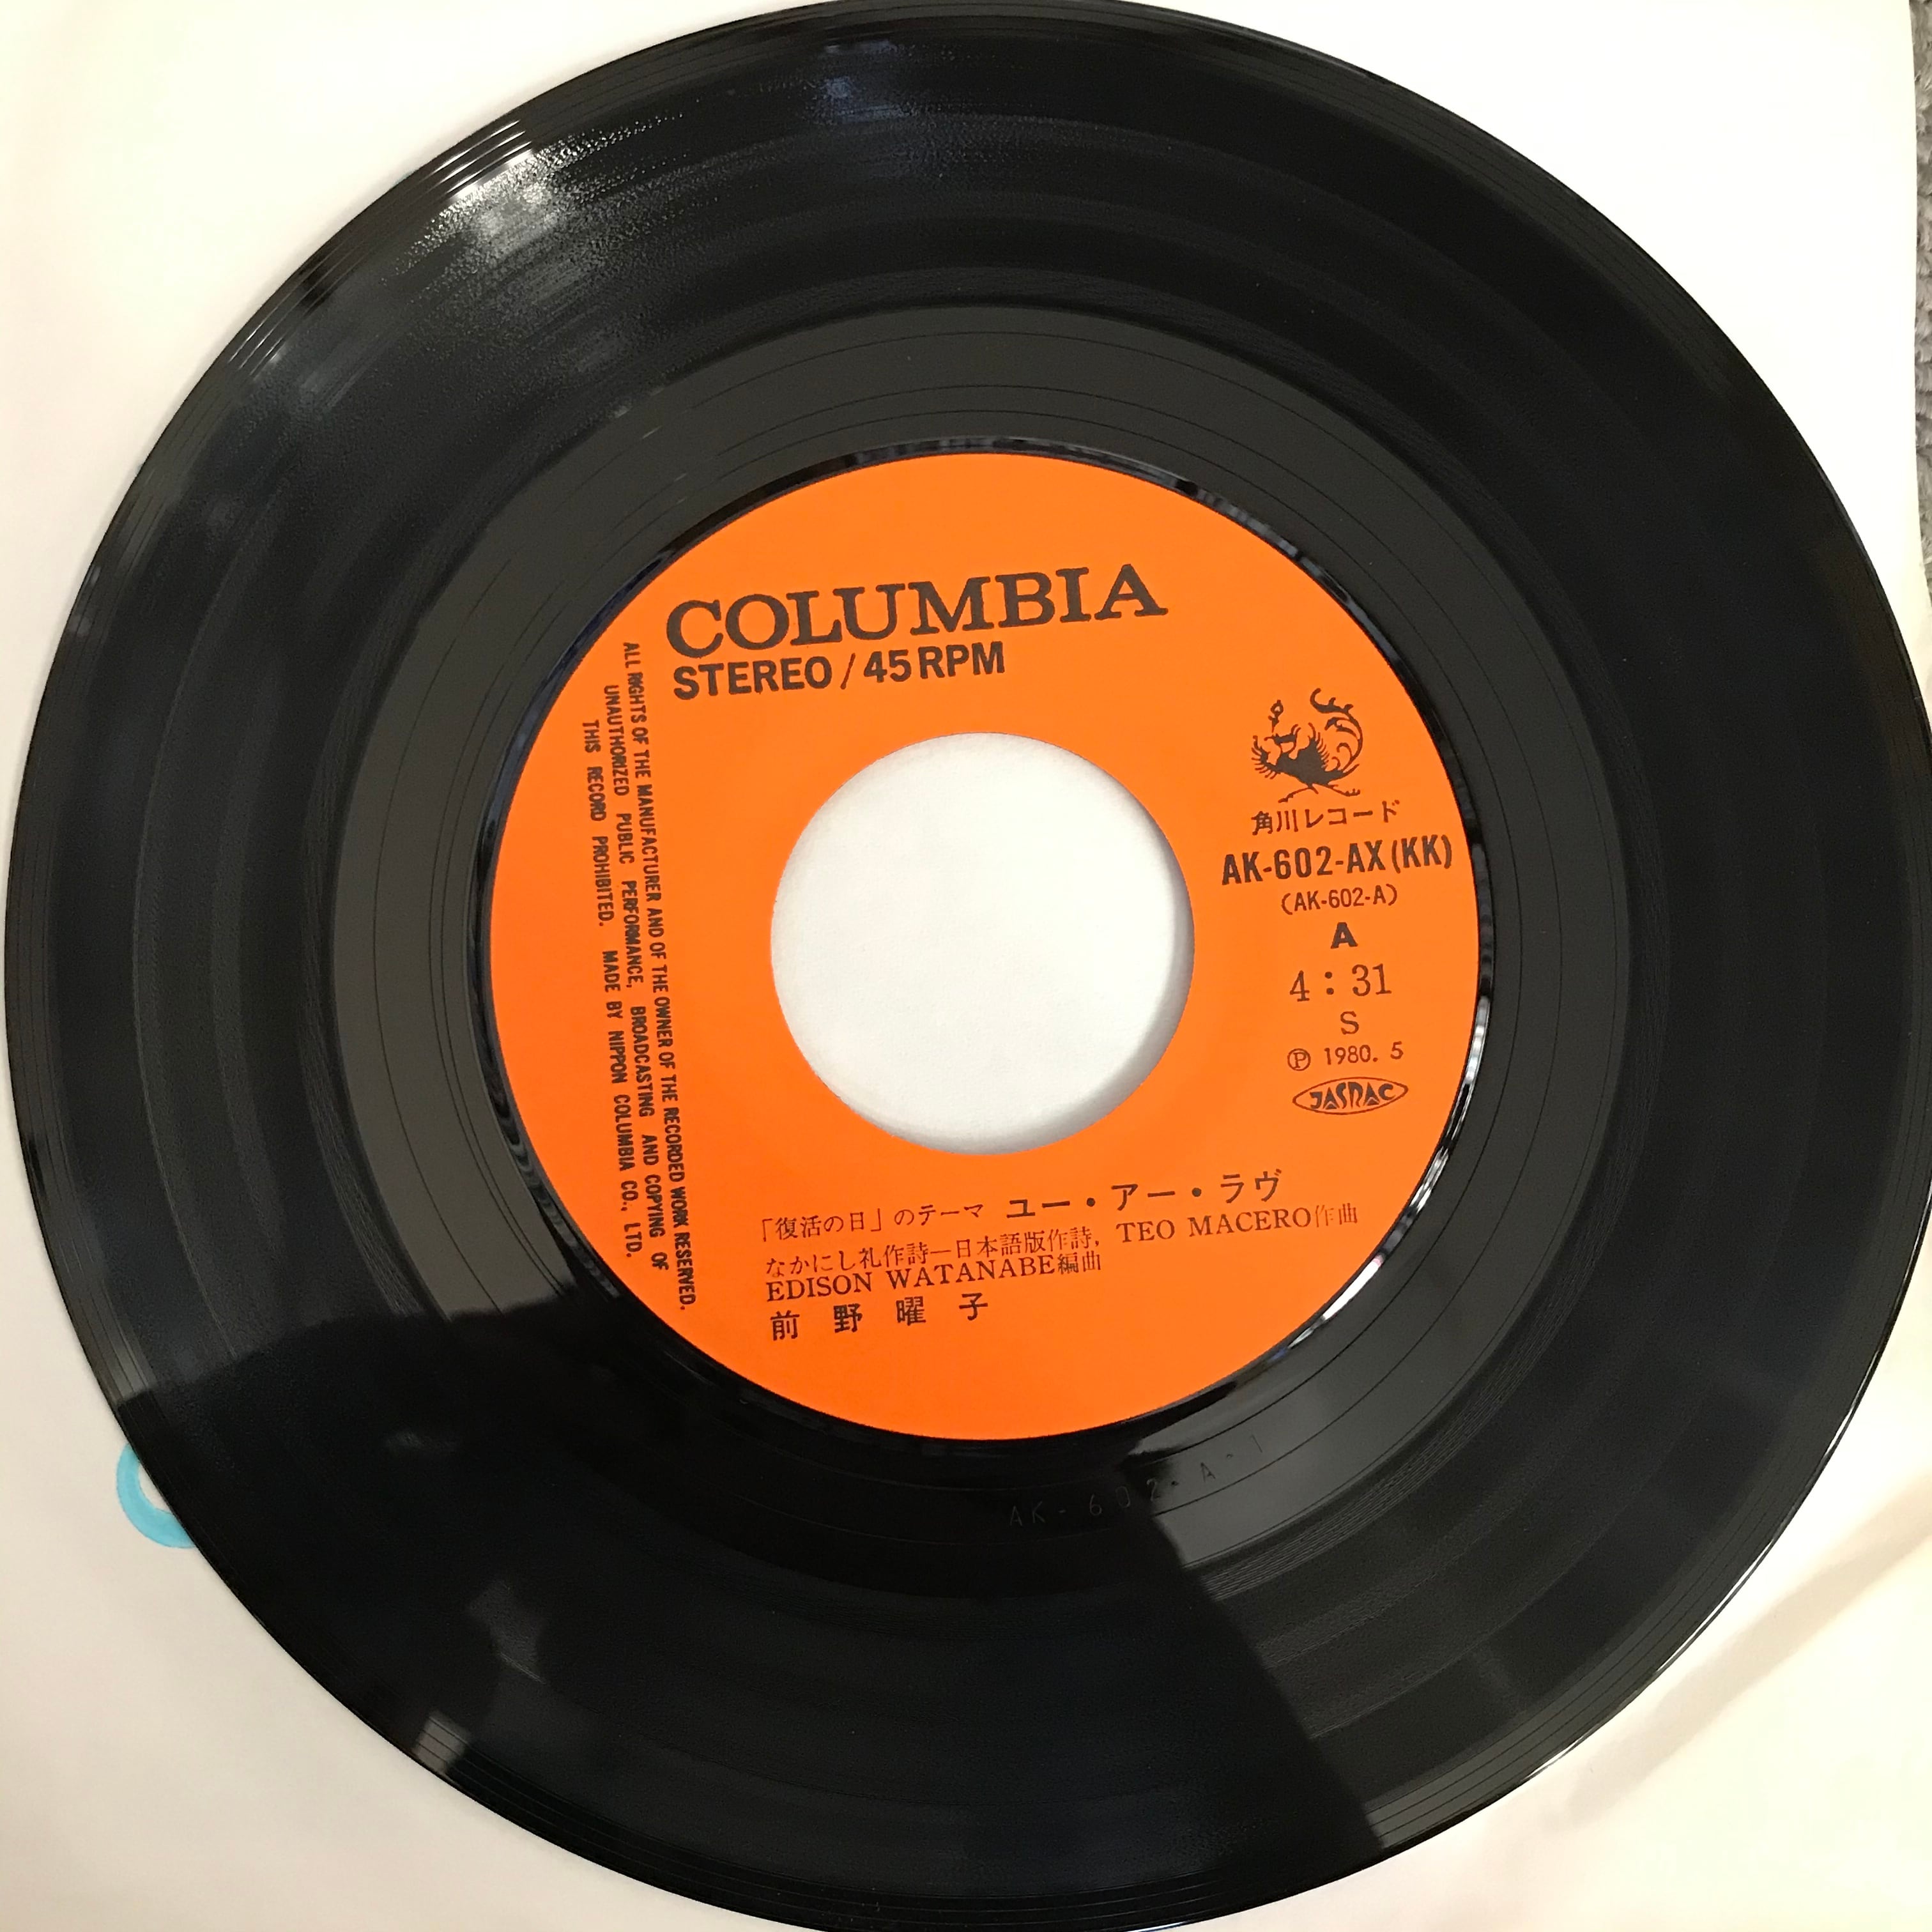 COLUMBIA
STEREO / 45 RPM
ALL RIGHTS OF THE MANUFACTURER AND OF THE OWNER OF THE RECORDED WORK RESERVED.
UNAUTHORIZED PUBLIC PERFORMANCE, BROADCASTING AND COPYING OF
THIS RECORD PROHIBITED. MADE BY NIPPON COLUMBIA CO., LTD.
角川レコード
AK-602-AX(KK)
(AK-602-A)
A
4:31
S
Ⓟ 1980. 5
JASRAC
「復活の日」のテーマ ユー・アー・ラヴ
なかにし礼作詩―日本語版作詩, TEO MACERO作曲
EDISON WATANABE編曲
前野曜子
AK-602-A-1